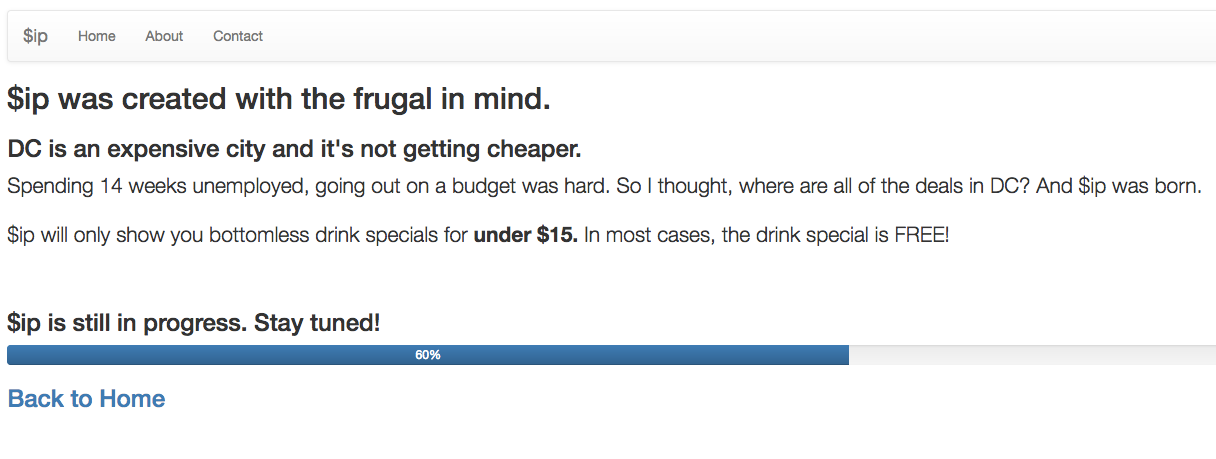 $ip Home About Contact
$ip was created with the frugal in mind.
DC is an expensive city and it's not getting cheaper.
Spending 14 weeks unemployed, going out on a budget was hard. So I thought, where are all of the deals in DC? And $ip was born.
$ip will only show you bottomless drink specials for under $15. In most cases, the drink special is FREE!
$ip is still in progress. Stay tuned!
60%
Back to Home